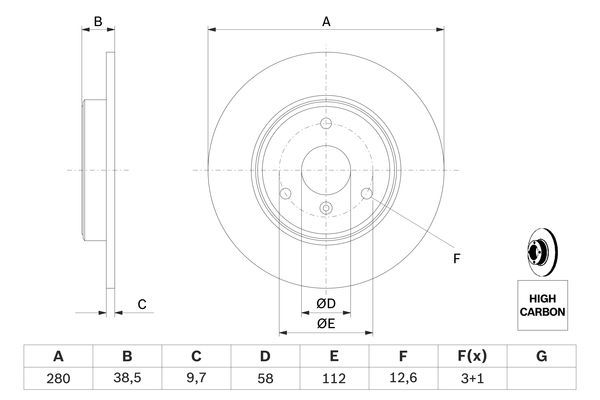 B
A
F
C
ØD
ØE
HIGH
CARBON
A B C D E F F(x) G
280 38,5 9,7 58 112 12,6 3+1